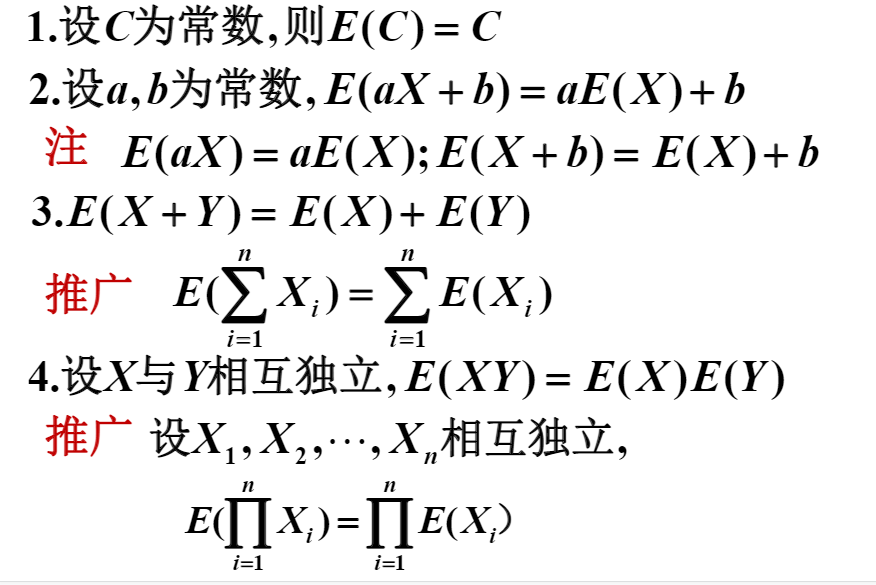 1.设C为常数,则E(C)= C
2.设a,b为常数,E(aX+b)= aE(X)+b
注 E(aX)= aE(X);E(X+b)= E(X)+b
3.E(X+Y)= E(X)+E(Y)
推广 E(∑_{i=1}^{n} X_i)= ∑_{i=1}^{n} E(X_i)
4.设X与Y相互独立,E(XY)= E(X)E(Y)
推广 设X_1,X_2,⋯,X_n相互独立,
E(∏_{i=1}^{n} X_i)= ∏_{i=1}^{n} E(X_i）